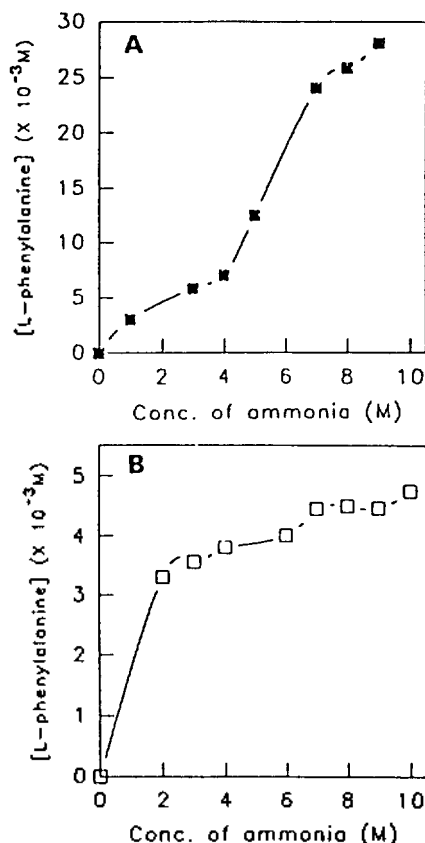 A
[L-phenylalanine] (X 10⁻³M)
30
25
20
15
10
5
0
0 2 4 6 8 10
Conc. of ammonia (M)
B
[L-phenylalanine] (X 10⁻³M)
5
4
3
2
1
0
0 2 4 6 8 10
Conc. of ammonia (M)